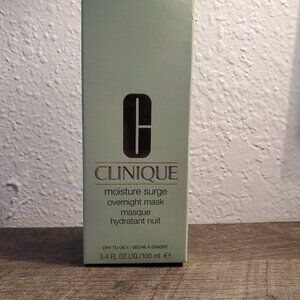 C
CLINIQUE
moisture surge
overnight mask
masque
hydratant nuit
DRY TO OILY / SÈCHE À GRASSE
3.4 FL.OZ.LIQ./100 ml ℮